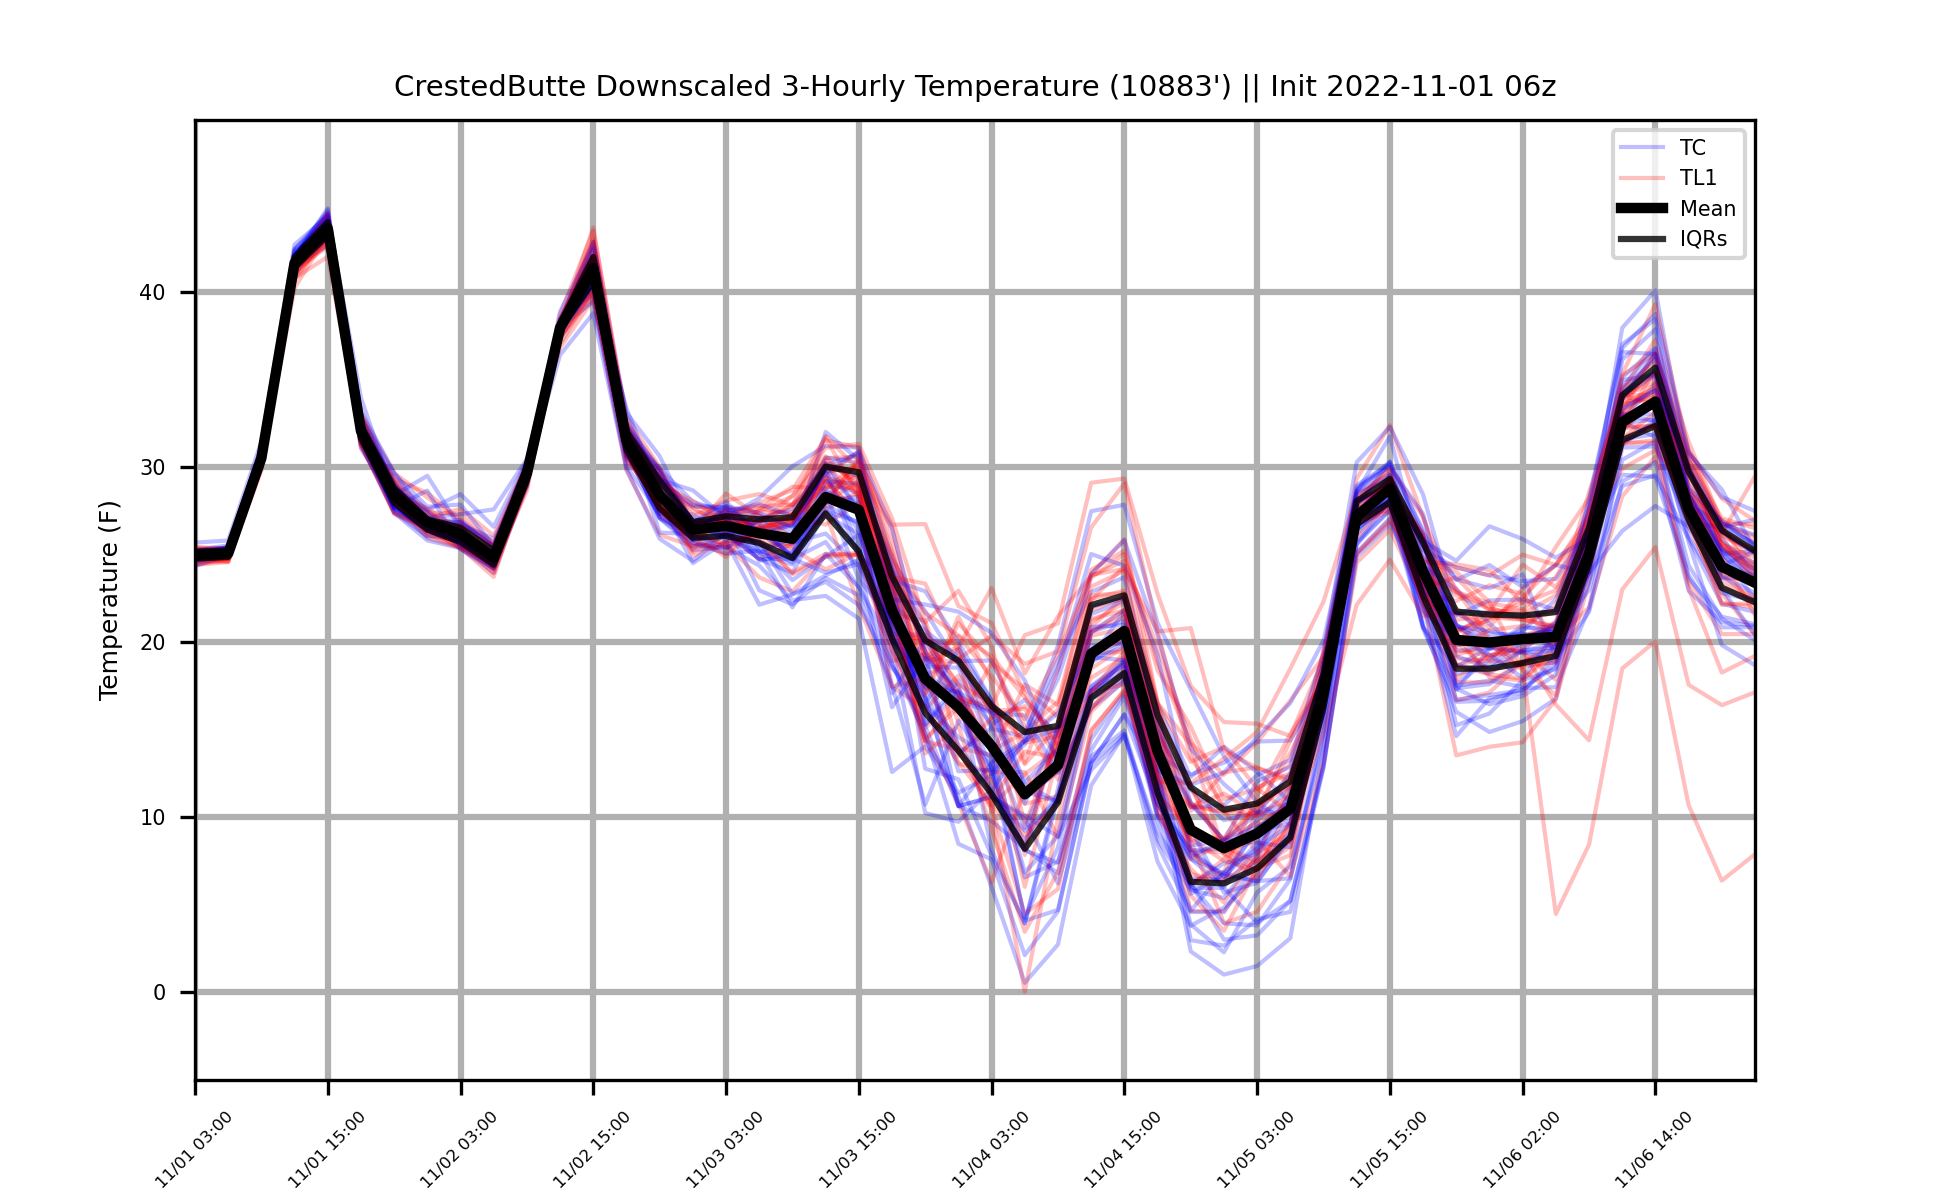 CrestedButte Downscaled 3-Hourly Temperature (10883') || Init 2022-11-01 06z
TC
TL1
Mean
IQRs
Temperature (F)
40
30
20
10
0
11/01 03:00
11/01 15:00
11/02 03:00
11/02 15:00
11/03 03:00
11/03 15:00
11/04 03:00
11/04 15:00
11/05 03:00
11/05 15:00
11/06 02:00
11/06 14:00